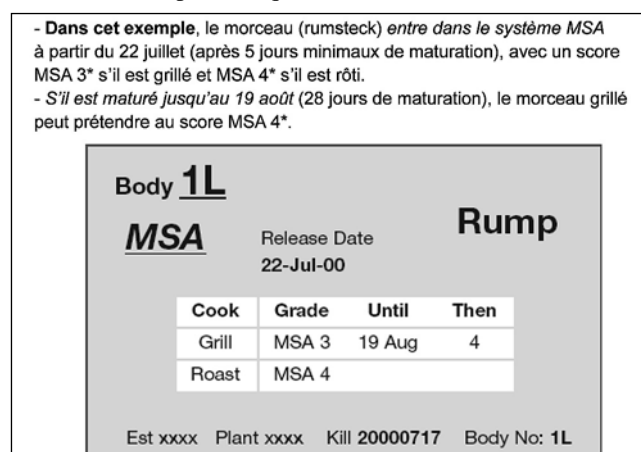 - Dans cet exemple, le morceau (rumsteck) entre dans le système MSA
à partir du 22 juillet (après 5 jours minimaux de maturation), avec un score
MSA 3* s'il est grillé et MSA 4* s'il est rôti.
- S'il est maturé jusqu'au 19 août (28 jours de maturation), le morceau grillé
peut prétendre au score MSA 4*.
Body 1L
Rump
MSA Release Date
22-Jul-00
Cook Grade Until Then
Grill MSA 3 19 Aug 4
Roast MSA 4
Est xxxx Plant xxxx Kill 20000717 Body No: 1L